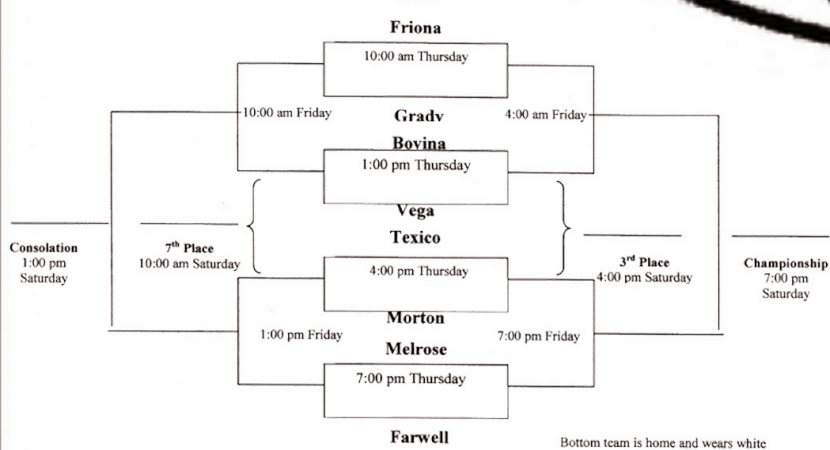 Friona
10:00 am Thursday
10:00 am Friday
Grady
4:00 am Friday
Bovina
1:00 pm Thursday
Vega
Texico
Consolation
1:00 pm
Saturday
7th Place
10:00 am Saturday
4:00 pm Thursday
3rd Place
4:00 pm Saturday
Championship
7:00 pm
Saturday
Morton
1:00 pm Friday
7:00 pm Friday
Melrose
7:00 pm Thursday
Farwell
Bottom team is home and wears white